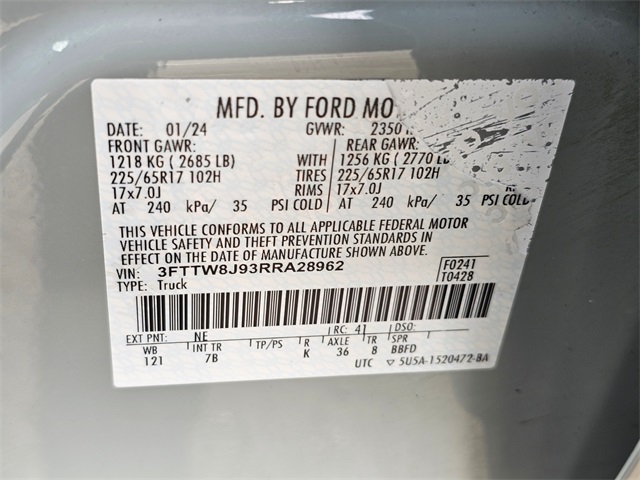 MFD. BY FORD MO
DATE: 01/24 GVWR: 2350
FRONT GAWR: REAR GAWR:
1218 KG (2685 LB) WITH 1256 KG (2770 LB
225/65R17 102H TIRES 225/65R17 102H
17x7.0J RIMS 17x7.0J
AT 240 kPa/ 35 PSI COLD AT 240 kPa/ 35 PSI COLD
THIS VEHICLE CONFORMS TO ALL APPLICABLE FEDERAL MOTOR
VEHICLE SAFETY AND THEFT PREVENTION STANDARDS IN
EFFECT ON THE DATE OF MANUFACTURE SHOWN ABOVE.
VIN: 3FTTW8J93RRA28962 F0241
TYPE: Truck T0428
EXT PNT: NE RC: 41 DSO:
WB INT TR TP/PS R AXLE TR SPR
121 7B K 36 8 BBFD
UTC ▽ 5U5A-1520472-BA